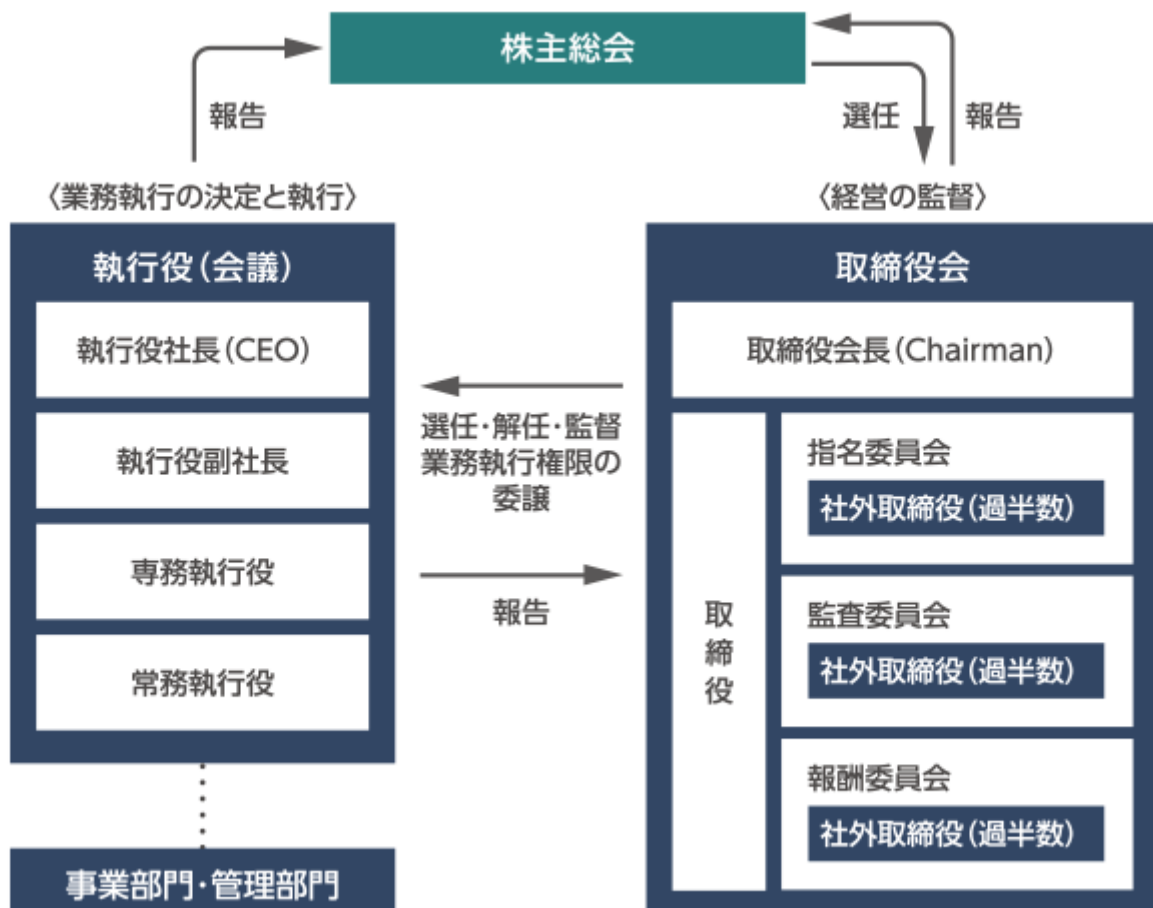 株主総会
報告
選任
報告
〈業務執行の決定と執行〉
〈経営の監督〉
執行役(会議)
執行役社長(CEO)
執行役副社長
専務執行役
常務執行役
事業部門・管理部門
選任・解任・監督
業務執行権限の
委譲
報告
取締役会
取締役会長(Chairman)
取締役
指名委員会
社外取締役(過半数)
監査委員会
社外取締役(過半数)
報酬委員会
社外取締役(過半数)